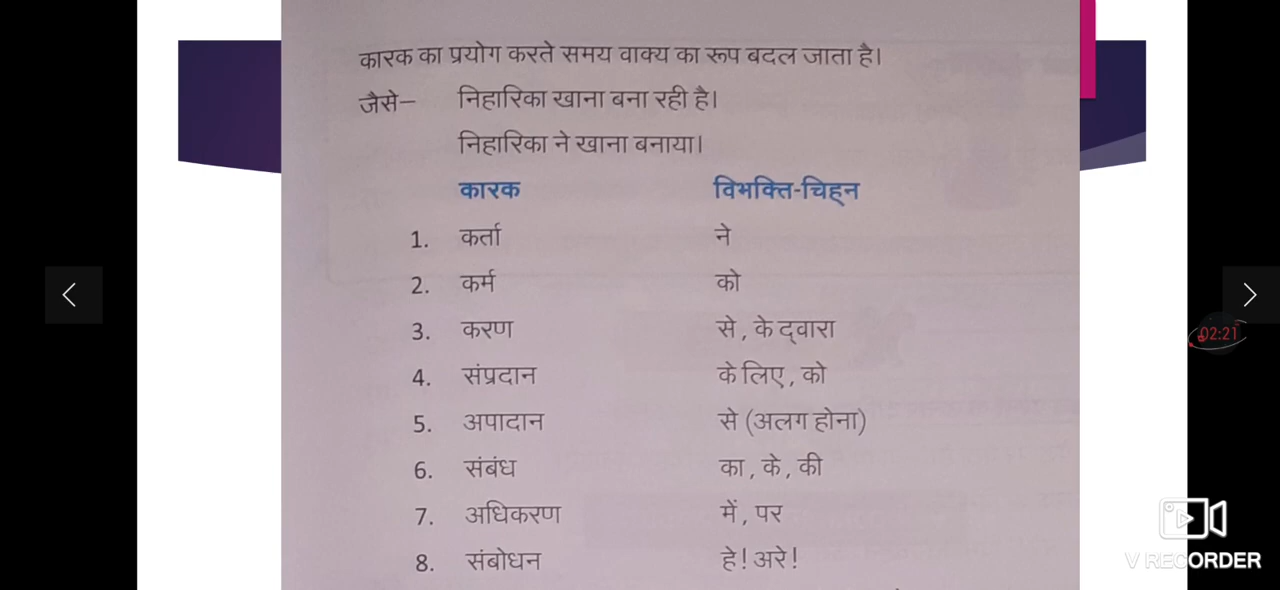 कारक का प्रयोग करते समय वाक्य का रूप बदल जाता है।
जैसे– निहारिका खाना बना रही है।
निहारिका ने खाना बनाया।
कारक विभक्ति-चिह्न
1. कर्ता ने
2. कर्म को
3. करण से , के द्वारा
4. संप्रदान के लिए , को
5. अपादान से (अलग होना)
6. संबंध का , के , की
7. अधिकरण में , पर
8. संबोधन हे ! अरे !
02:21
V RECORDER